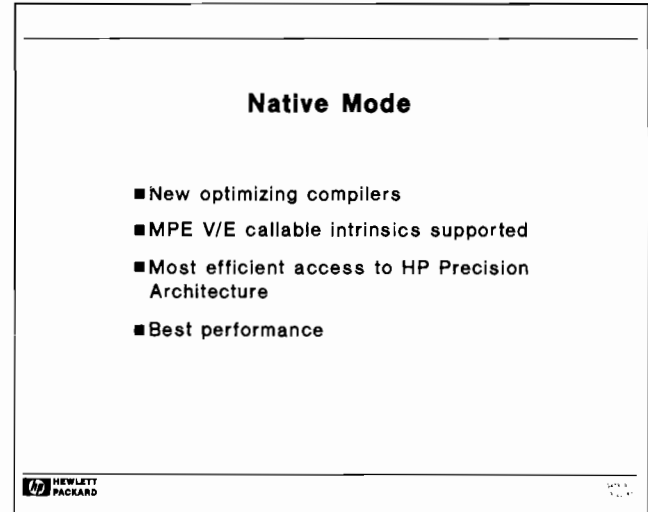 Native Mode
■New optimizing compilers
■MPE V/E callable intrinsics supported
■Most efficient access to HP Precision
Architecture
■Best performance
hp HEWLETT
PACKARD